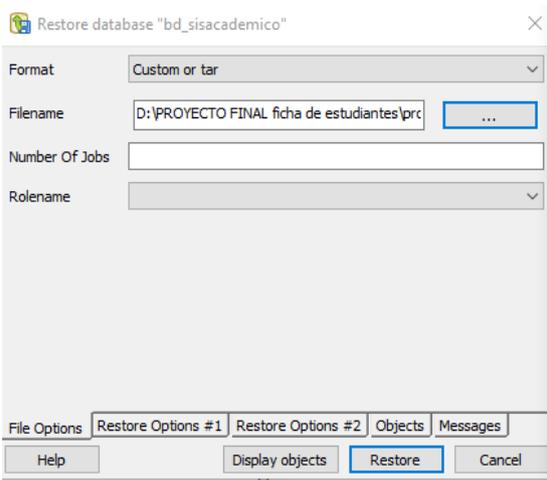 Restore database "bd_sisacademico"
Format Custom or tar
Filename D:\PROYECTO FINAL ficha de estudiantes\prc ...
Number Of Jobs
Rolename
File Options Restore Options #1 Restore Options #2 Objects Messages
Help Display objects Restore Cancel